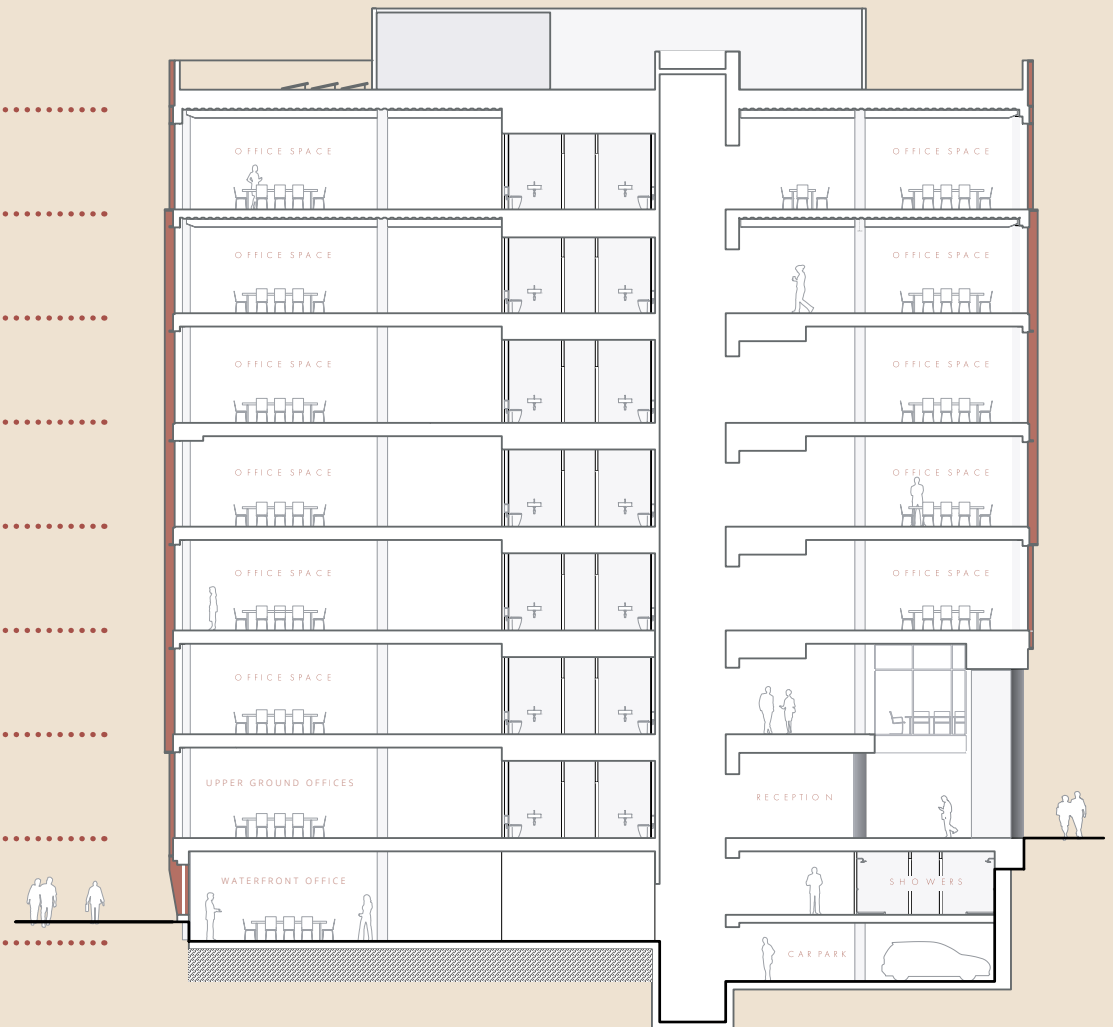 OFFICE SPACE OFFICE SPACE
OFFICE SPACE OFFICE SPACE
OFFICE SPACE OFFICE SPACE
OFFICE SPACE OFFICE SPACE
OFFICE SPACE OFFICE SPACE
OFFICE SPACE
UPPER GROUND OFFICES
RECEPTION
WATERFRONT OFFICE SHOWERS
CAR PARK